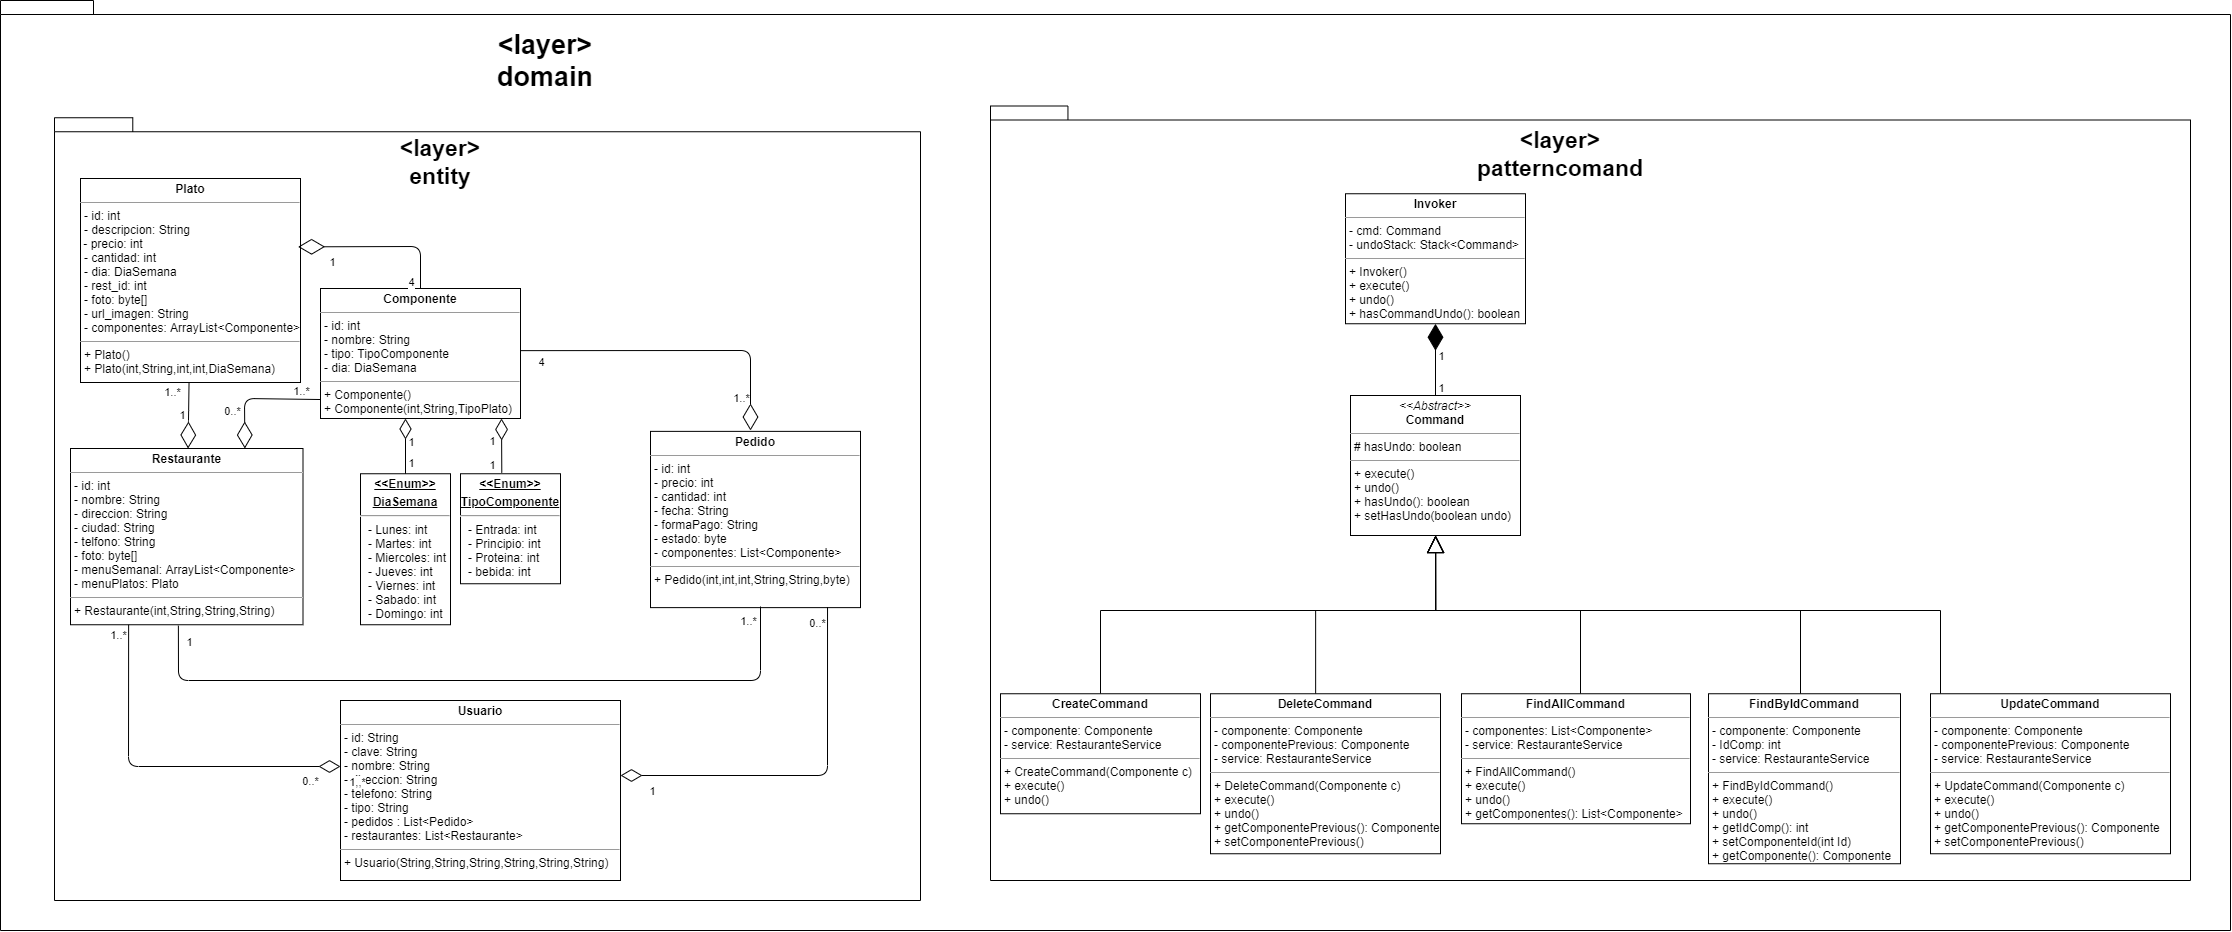 <layer>
domain
<layer>
entity
Plato
- id: int
- descripcion: String
- precio: int
- cantidad: int
- dia: DiaSemana
- rest_id: int
- foto: byte[]
- url_imagen: String
- componentes: ArrayList<Componente>
+ Plato()
+ Plato(int,String,int,int,DiaSemana)
1
4
Componente
- id: int
- nombre: String
- tipo: TipoComponente
- dia: DiaSemana
+ Componente()
+ Componente(int,String,TipoPlato)
4
1..*
1..*
1
1..*
0..*
1
1
1
1
Restaurante
- id: int
- nombre: String
- direccion: String
- ciudad: String
- telfono: String
- foto: byte[]
- menuSemanal: ArrayList<Componente>
- menuPlatos: Plato
+ Restaurante(int,String,String,String)
<<Enum>>
DiaSemana
- Lunes: int
- Martes: int
- Miercoles: int
- Jueves: int
- Viernes: int
- Sabado: int
- Domingo: int
<<Enum>>
TipoComponente
- Entrada: int
- Principio: int
- Proteina: int
- bebida: int
Pedido
- id: int
- precio: int
- cantidad: int
- fecha: String
- formaPago: String
- estado: byte
- componentes: List<Componente>
+ Pedido(int,int,int,String,String,byte)
1..*
1
1..*
0..*
Usuario
- id: String
- clave: String
- nombre: String
eccion: String
- telefono: String
- tipo: String
- pedidos : List<Pedido>
- restaurantes: List<Restaurante>
+ Usuario(String,String,String,String,String,String)
0..*
1
<layer>
patterncomand
Invoker
- cmd: Command
- undoStack: Stack<Command>
+ Invoker()
+ execute()
+ undo()
+ hasCommandUndo(): boolean
1
1
<<Abstract>>
Command
# hasUndo: boolean
+ execute()
+ undo()
+ hasUndo(): boolean
+ setHasUndo(boolean undo)
CreateCommand
- componente: Componente
- service: RestauranteService
+ CreateCommand(Componente c)
+ execute()
+ undo()
DeleteCommand
- componente: Componente
- componentePrevious: Componente
- service: RestauranteService
+ DeleteCommand(Componente c)
+ execute()
+ undo()
+ getComponentePrevious(): Componente
+ setComponentePrevious()
FindAllCommand
- componentes: List<Componente>
- service: RestauranteService
+ FindAllCommand()
+ execute()
+ undo()
+ getComponentes(): List<Componente>
FindByIdCommand
- componente: Componente
- IdComp: int
- service: RestauranteService
+ FindByIdCommand()
+ execute()
+ undo()
+ getIdComp(): int
+ setComponenteId(int Id)
+ getComponente(): Componente
UpdateCommand
- componente: Componente
- componentePrevious: Componente
- service: RestauranteService
+ UpdateCommand(Componente c)
+ execute()
+ undo()
+ getComponentePrevious(): Componente
+ setComponentePrevious()